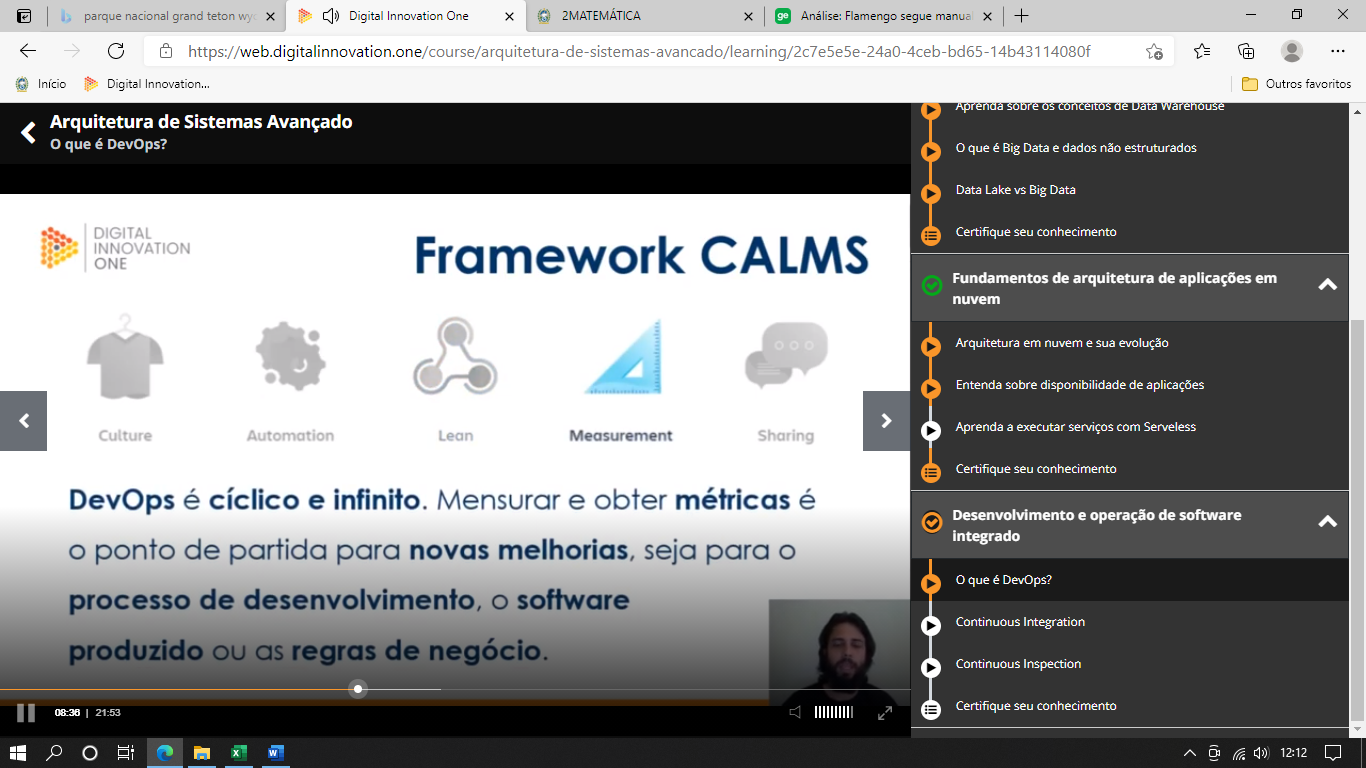 parque nacional grand teton wy
Digital Innovation One
2MATEMÁTICA
ge
Análise: Flamengo segue manual
https://web.digitalinnovation.one/course/arquitetura-de-sistemas-avancado/learning/2c7e5e5e-24a0-4ceb-bd65-14b43114080f
Início
Digital Innovation...
Outros favoritos
Arquitetura de Sistemas Avançado
O que é DevOps?
DIGITAL
INNOVATION
ONE
Framework CALMS
Culture
Automation
Lean
Measurement
Sharing
DevOps é cíclico e infinito. Mensurar e obter métricas é
o ponto de partida para novas melhorias, seja para o
processo de desenvolvimento, o software
produzido ou as regras de negócio.
08:36 | 21:53
Aprenda sobre os conceitos de Data Warehouse
O que é Big Data e dados não estruturados
Data Lake vs Big Data
Certifique seu conhecimento
Fundamentos de arquitetura de aplicações em
nuvem
Arquitetura em nuvem e sua evolução
Entenda sobre disponibilidade de aplicações
Aprenda a executar serviços com Serveless
Certifique seu conhecimento
Desenvolvimento e operação de software
integrado
O que é DevOps?
Continuous Integration
Continuous Inspection
Certifique seu conhecimento
12:12